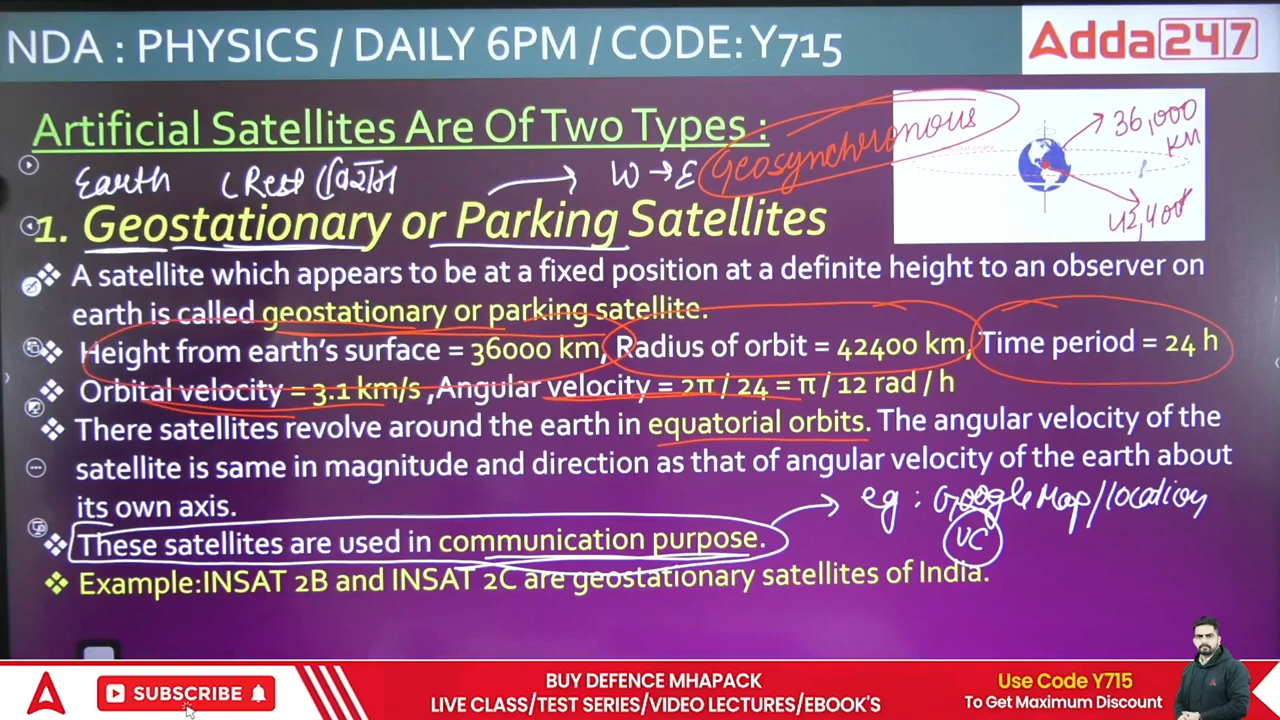 NDA : PHYSICS / DAILY 6PM / CODE: Y715
Adda247
Artificial Satellites Are Of Two Types :
Geosynchronous
36,000 KM
Earth (Rest (विराम → W → E
42,400
1. Geostationary or Parking Satellites
❖ A satellite which appears to be at a fixed position at a definite height to an observer on
earth is called geostationary or parking satellite.
❖ Height from earth's surface = 36000 km, Radius of orbit = 42400 km, Time period = 24 h
❖ Orbital velocity = 3.1 km/s ,Angular velocity = 2π / 24 = π / 12 rad / h
❖ There satellites revolve around the earth in equatorial orbits. The angular velocity of the
satellite is same in magnitude and direction as that of angular velocity of the earth about
its own axis.
→ eg : Google Map/location
❖ These satellites are used in communication purpose.
VC
❖ Example:INSAT 2B and INSAT 2C are geostationary satellites of India.
SUBSCRIBE
BUY DEFENCE MHAPACK
LIVE CLASS/TEST SERIES/VIDEO LECTURES/EBOOK'S
Use Code Y715
To Get Maximum Discount